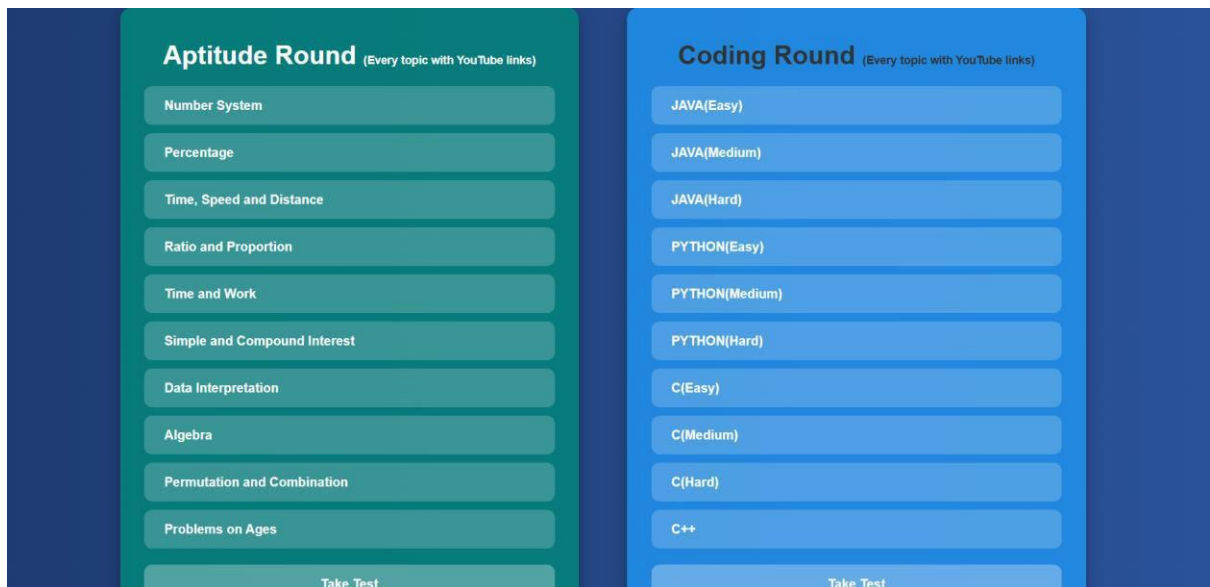 Aptitude Round (Every topic with YouTube links)
Number System
Percentage
Time, Speed and Distance
Ratio and Proportion
Time and Work
Simple and Compound Interest
Data Interpretation
Algebra
Permutation and Combination
Problems on Ages
Take Test
Coding Round (Every topic with YouTube links)
JAVA(Easy)
JAVA(Medium)
JAVA(Hard)
PYTHON(Easy)
PYTHON(Medium)
PYTHON(Hard)
C(Easy)
C(Medium)
C(Hard)
C++
Take Test